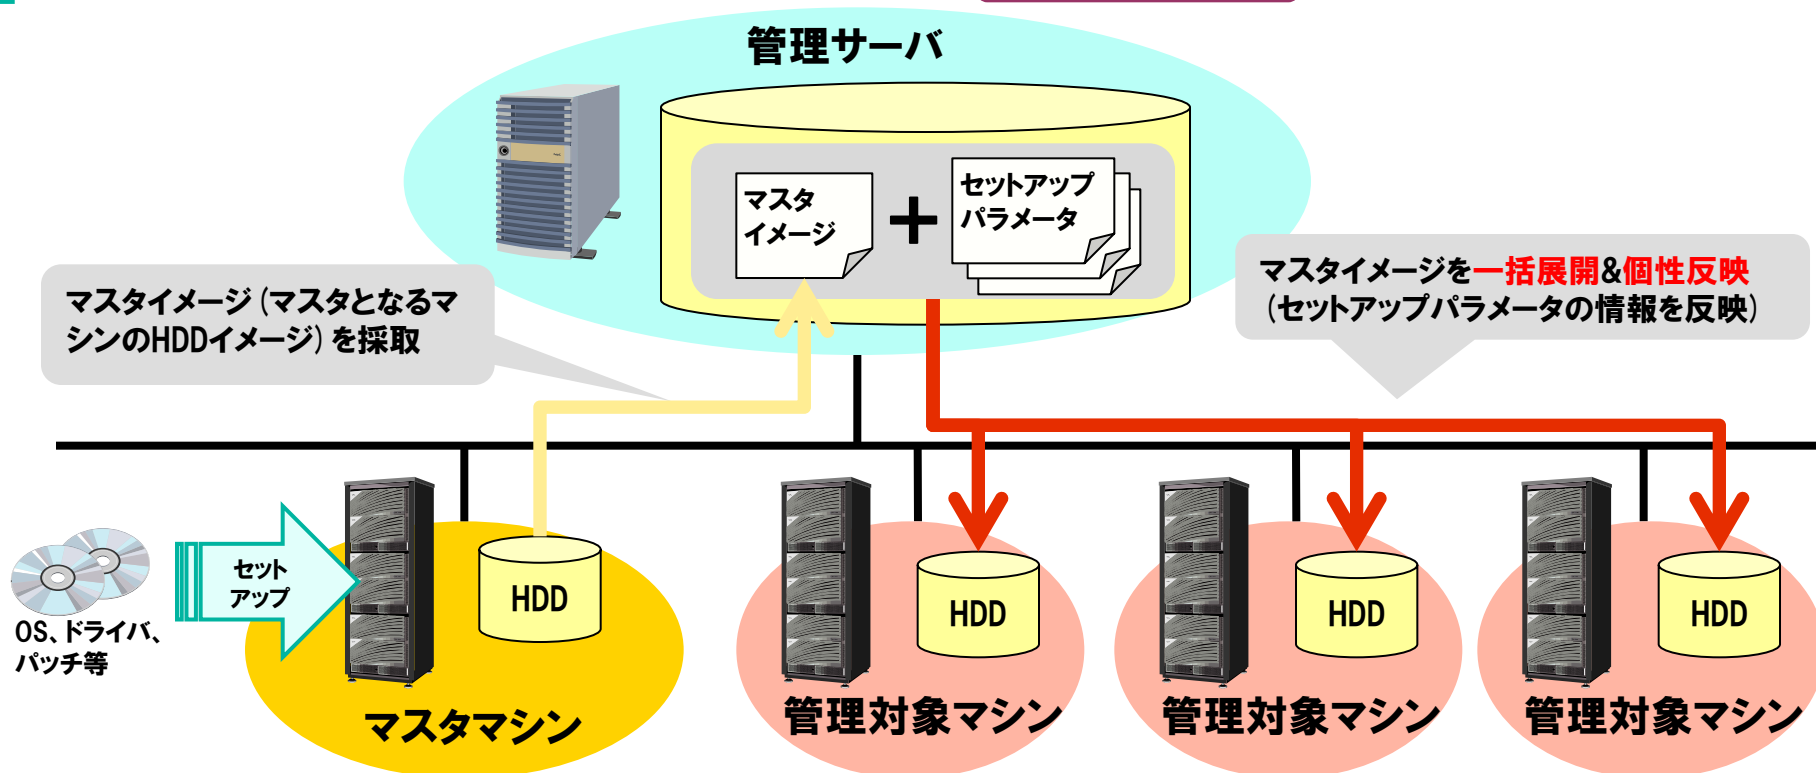 管理サーバ
マスタ
イメージ
+
セットアップ
パラメータ
マスタイメージ(マスタとなるマ
シンのHDDイメージ)を採取
マスタイメージを一括展開&個性反映
(セットアップパラメータの情報を反映)
セット
アップ
OS、ドライバ、
パッチ等
HDD
HDD
HDD
HDD
マスタマシン
管理対象マシン
管理対象マシン
管理対象マシン